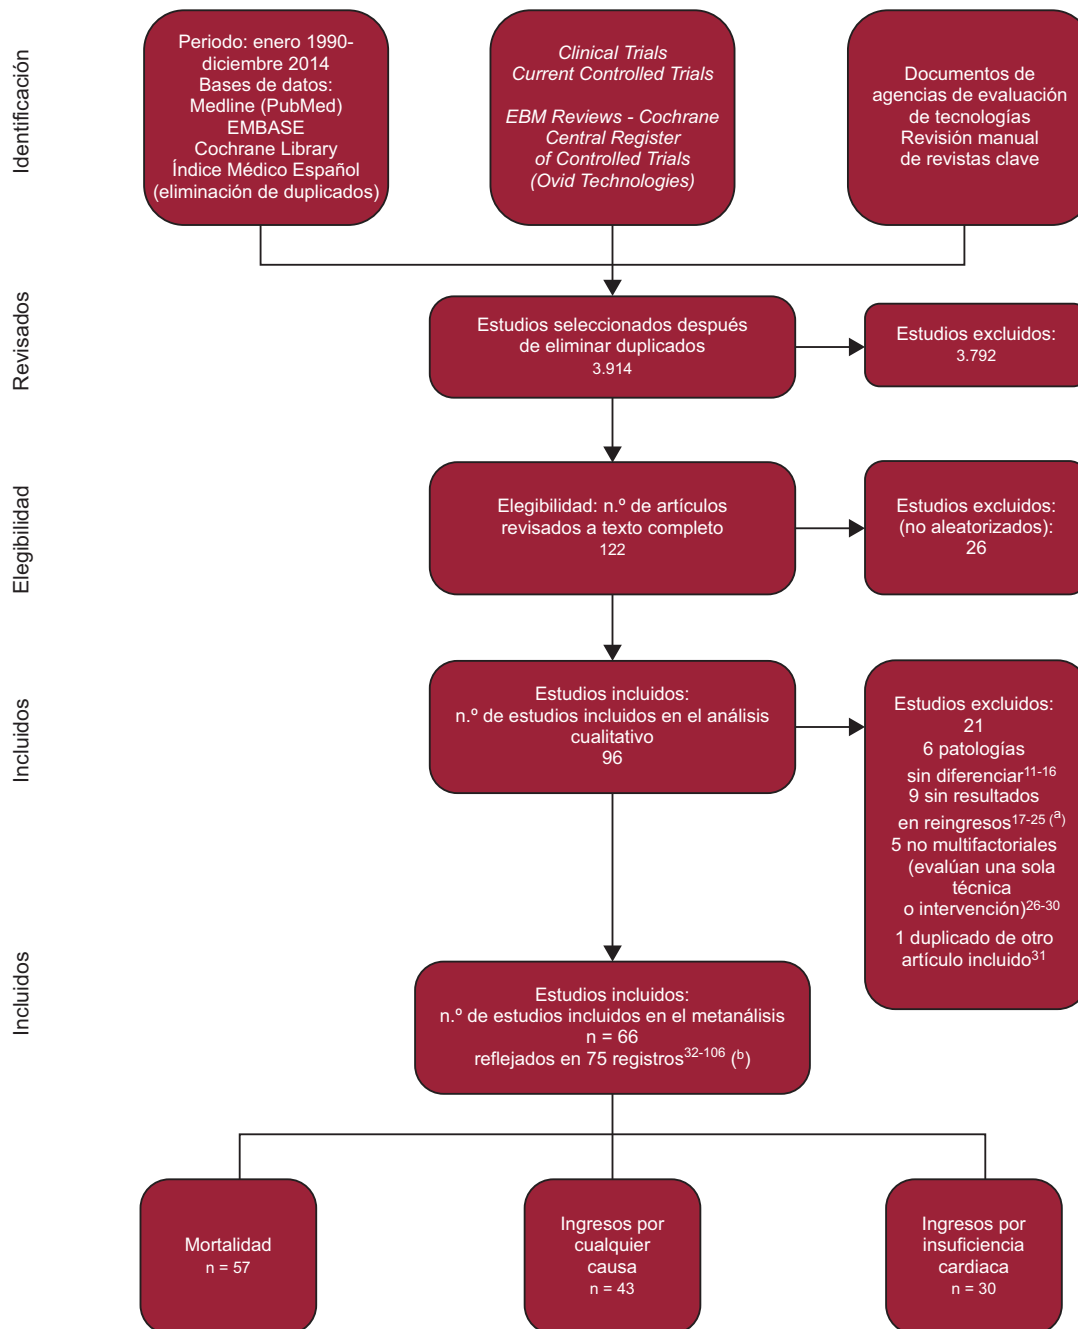 Identificación
Periodo: enero 1990-
diciembre 2014
Bases de datos:
Medline (PubMed)
EMBASE
Cochrane Library
Índice Médico Español
(eliminación de duplicados)
Clinical Trials
Current Controlled Trials
EBM Reviews - Cochrane
Central Register
of Controlled Trials
(Ovid Technologies)
Documentos de
agencias de evaluación
de tecnologías
Revisión manual
de revistas clave
Revisados
Estudios seleccionados después
de eliminar duplicados
3.914
Estudios excluidos:
3.792
Elegibilidad
Elegibilidad: n.º de artículos
revisados a texto completo
122
Estudios excluidos:
(no aleatorizados):
26
Incluidos
Estudios incluidos:
n.º de estudios incluidos en el análisis
cualitativo
96
Estudios excluidos:
21
6 patologías
sin diferenciar11-16
9 sin resultados
en reingresos17-25 (a)
5 no multifactoriales
(evalúan una sola
técnica
o intervención)26-30
1 duplicado de otro
artículo incluido31
Incluidos
Estudios incluidos:
n.º de estudios incluidos en el metanálisis
n = 66
reflejados en 75 registros32-106 (b)
Mortalidad
n = 57
Ingresos por
cualquier
causa
n = 43
Ingresos por
insuficiencia
cardiaca
n = 30